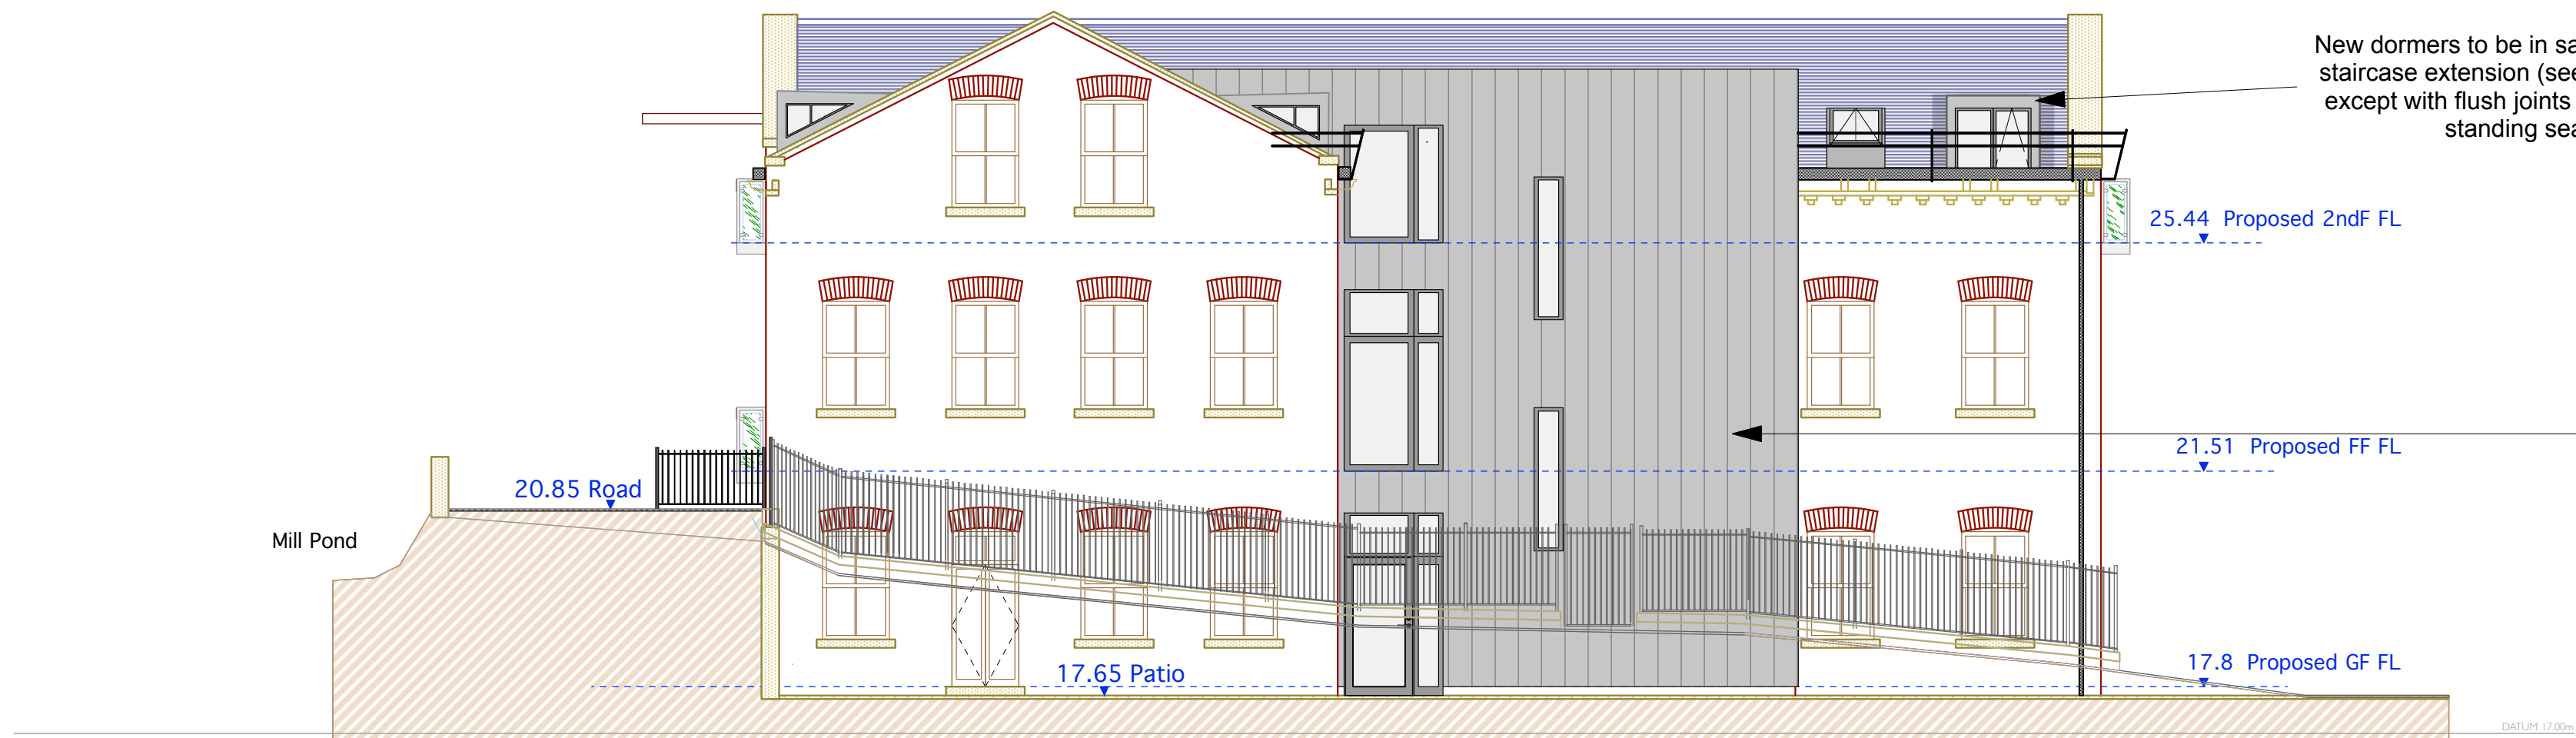 New dormers to be in sa
staircase extension (see
except with flush joints
standing sea
25.44 Proposed 2ndF FL
21.51 Proposed FF FL
20.85 Road
Mill Pond
17.65 Patio
17.8 Proposed GF FL
DATUM 17.00m